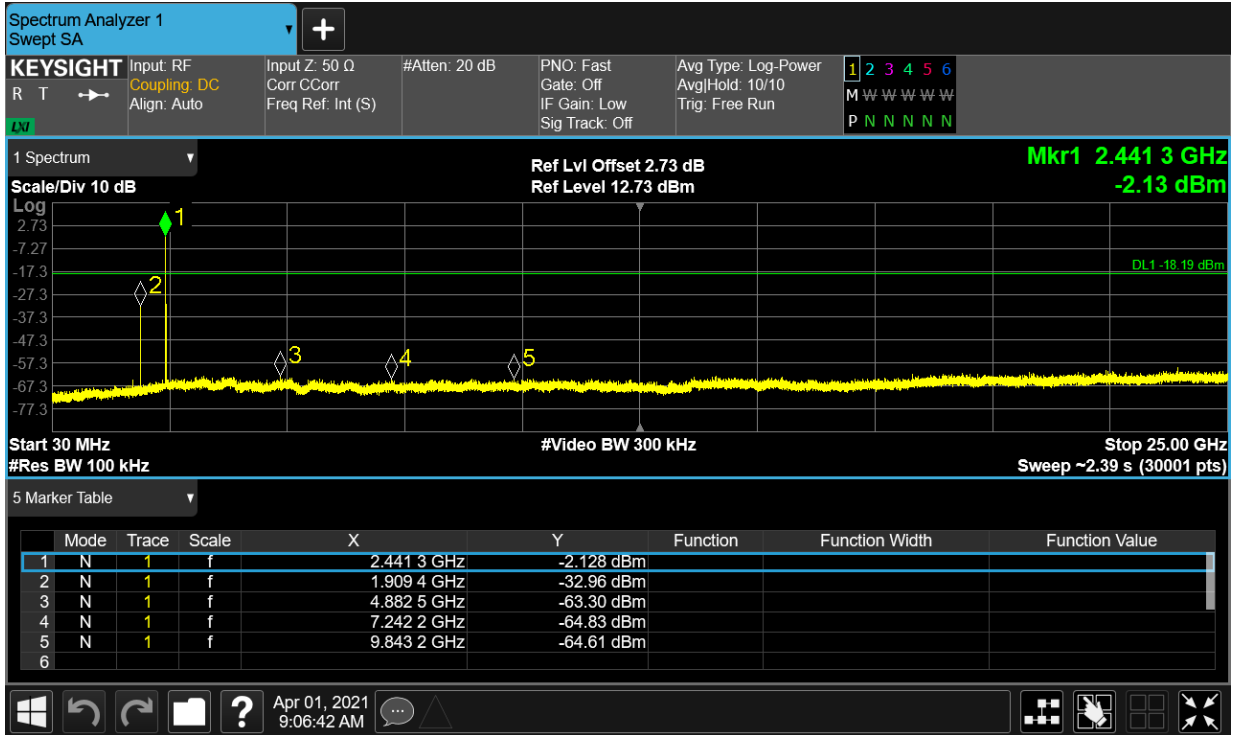 Spectrum Analyzer 1
Swept SA
+
KEYSIGHT
R T
LXI
Input: RF
Coupling: DC
Align: Auto
Input Z: 50 Ω
Corr CCorr
Freq Ref: Int (S)
#Atten: 20 dB
PNO: Fast
Gate: Off
IF Gain: Low
Sig Track: Off
Avg Type: Log-Power
Avg|Hold: 10/10
Trig: Free Run
1 2 3 4 5 6
M W W W W W
P N N N N N
1 Spectrum
Scale/Div 10 dB
Ref Lvl Offset 2.73 dB
Ref Level 12.73 dBm
Mkr1 2.441 3 GHz
-2.13 dBm
Log
2.73
-7.27
-17.3
-27.3
-37.3
-47.3
-57.3
-67.3
-77.3
1
2
3
4
5
DL1 -18.19 dBm
Start 30 MHz
#Video BW 300 kHz
Stop 25.00 GHz
#Res BW 100 kHz
Sweep ~2.39 s (30001 pts)
5 Marker Table
Mode Trace Scale X Y Function Function Width Function Value
1 N 1 f 2.441 3 GHz -2.128 dBm
2 N 1 f 1.909 4 GHz -32.96 dBm
3 N 1 f 4.882 5 GHz -63.30 dBm
4 N 1 f 7.242 2 GHz -64.83 dBm
5 N 1 f 9.843 2 GHz -64.61 dBm
6
?
Apr 01, 2021
9:06:42 AM